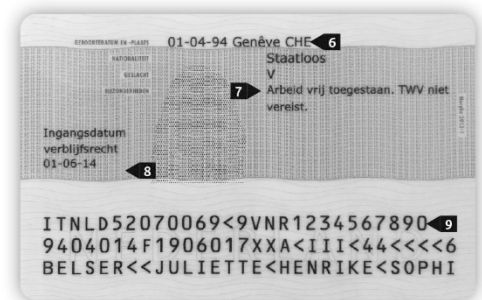 GEBOORTEDATUM EN -PLAATS 01-04-94 Genève CHE 6
NATIONALITEIT Staatloos
GESLACHT V
BIJZONDERHEDEN 7 Arbeid vrij toegestaan. TWV niet
vereist.
Ingangsdatum
verblijfsrecht
01-06-14
8
ITNLD52070069<9VNR1234567890 9
9404014F1906017XXA<III<44<<<<6
BELSER<<JULIETTE<HENRIKE<SOPHI